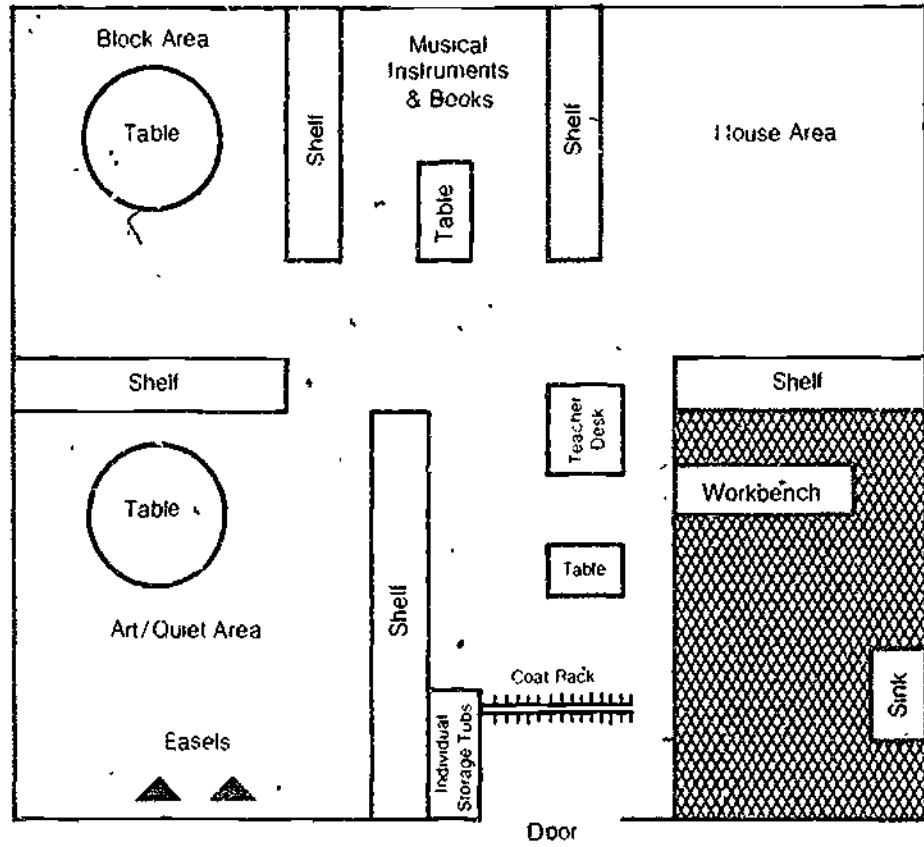 Block Area
Table
Shelf
Musical
Instruments
& Books
Table
Shelf
House Area
Shelf
Table
Art/Quiet Area
Easels
Shelf
Teacher
Desk
Table
Coat Rack
Individual
Storage Tubs
Door
Shelf
Workbench
Sink